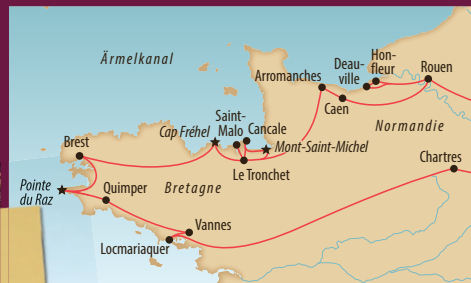 Ärmelkanal
Hon-
fleur
Deau-
ville
Rouen
Arromanches
Caen
Normandie
Saint-
Malo
Cancale
Cap Fréhel
Mont-Saint-Michel
Le Tronchet
Brest
Chartres
Pointe
du Raz
Quimper
Bretagne
Vannes
Locmariaquer